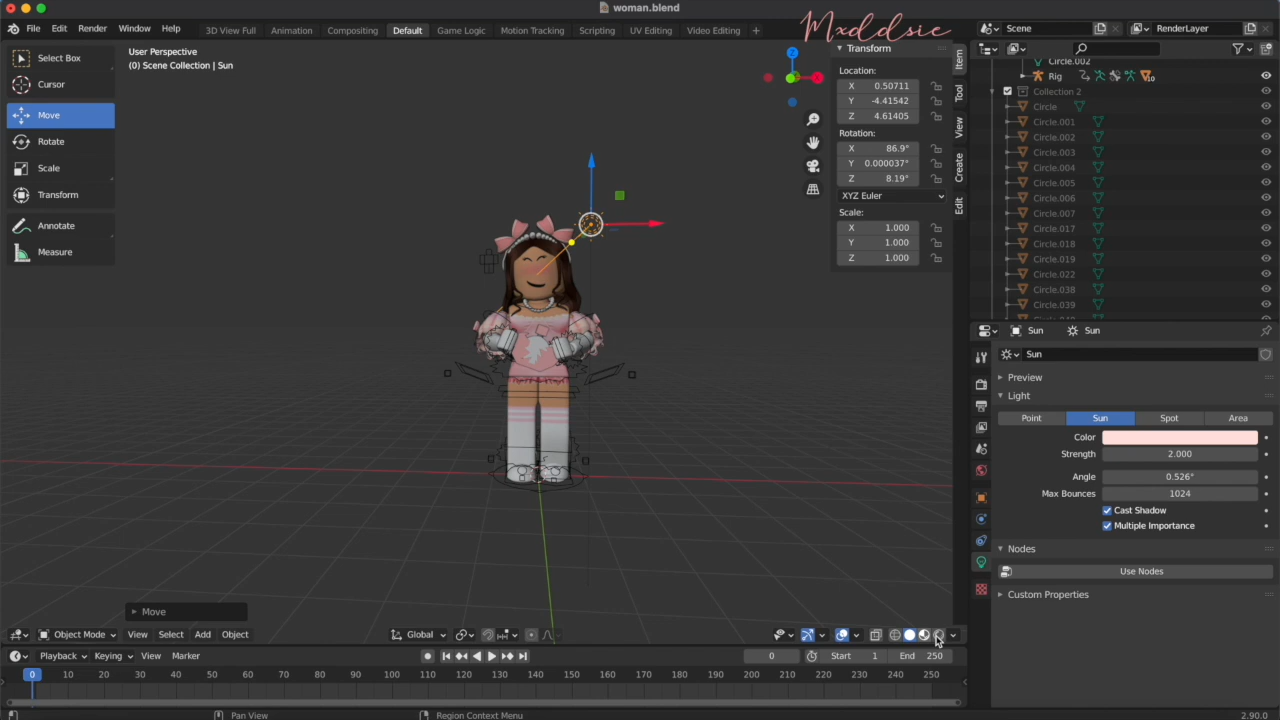 woman.blend
File Edit Render Window Help
3D View Full Animation Compositing Default Game Logic Motion Tracking Scripting UV Editing Video Editing +
Mxddsie
Scene
RenderLayer
Select Box
Cursor
Move
Rotate
Scale
Transform
Annotate
Measure
User Perspective
(0) Scene Collection | Sun
Z
X
Transform
Location:
X 0.50711
Y -4.41542
Z 4.61405
Rotation:
X 86.9°
Y 0.000037°
Z 8.19°
XYZ Euler
Scale:
X 1.000
Y 1.000
Z 1.000
Item
Tool
View
Create
Edit
Circle.002
Rig 10
Collection 2
Circle
Circle.001
Circle.002
Circle.003
Circle.004
Circle.005
Circle.006
Circle.007
Circle.017
Circle.018
Circle.019
Circle.022
Circle.038
Circle.039
Sun Sun
Sun
Preview
Light
Point Sun Spot Area
Color
Strength 2.000
Angle 0.526°
Max Bounces 1024
Cast Shadow
Multiple Importance
Nodes
Use Nodes
Custom Properties
Move
Object Mode View Select Add Object
Global
Playback Keying View Marker
0 Start 1 End 250
0 10 20 30 40 50 60 70 80 90 100 110 120 130 140 150 160 170 180 190 200 210 220 230 240 250
Pan View
Region Context Menu
2.90.0